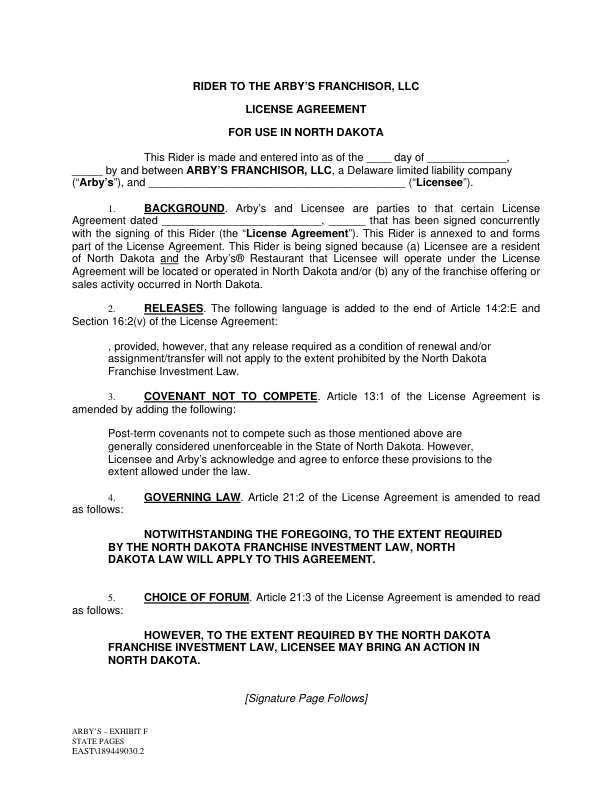 RIDER TO THE ARBY'S FRANCHISOR, LLC
LICENSE AGREEMENT
FOR USE IN NORTH DAKOTA
This Rider is made and entered into as of the ____ day of _____________,
_____ by and between ARBY'S FRANCHISOR, LLC, a Delaware limited liability company
("Arby's"), and __________________________________________ ("Licensee").
1. BACKGROUND. Arby's and Licensee are parties to that certain License
Agreement dated __________________________, ______ that has been signed concurrently
with the signing of this Rider (the "License Agreement"). This Rider is annexed to and forms
part of the License Agreement. This Rider is being signed because (a) Licensee are a resident
of North Dakota and the Arby's® Restaurant that Licensee will operate under the License
Agreement will be located or operated in North Dakota and/or (b) any of the franchise offering or
sales activity occurred in North Dakota.
2. RELEASES. The following language is added to the end of Article 14:2:E and
Section 16:2(v) of the License Agreement:
, provided, however, that any release required as a condition of renewal and/or
assignment/transfer will not apply to the extent prohibited by the North Dakota
Franchise Investment Law.
3. COVENANT NOT TO COMPETE. Article 13:1 of the License Agreement is
amended by adding the following:
Post-term covenants not to compete such as those mentioned above are
generally considered unenforceable in the State of North Dakota. However,
Licensee and Arby's acknowledge and agree to enforce these provisions to the
extent allowed under the law.
4. GOVERNING LAW. Article 21:2 of the License Agreement is amended to read
as follows:
NOTWITHSTANDING THE FOREGOING, TO THE EXTENT REQUIRED
BY THE NORTH DAKOTA FRANCHISE INVESTMENT LAW, NORTH
DAKOTA LAW WILL APPLY TO THIS AGREEMENT.
5. CHOICE OF FORUM. Article 21:3 of the License Agreement is amended to read
as follows:
HOWEVER, TO THE EXTENT REQUIRED BY THE NORTH DAKOTA
FRANCHISE INVESTMENT LAW, LICENSEE MAY BRING AN ACTION IN
NORTH DAKOTA.
[Signature Page Follows]
ARBY'S – EXHIBIT F
STATE PAGES
EAST\189449030.2